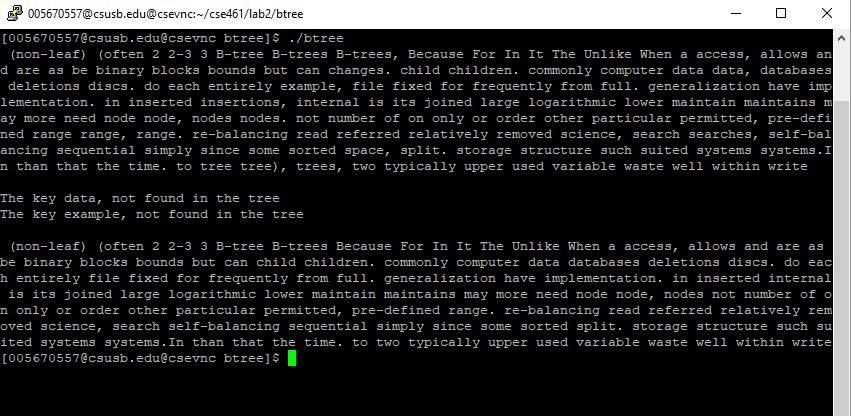 005670557@csusb.edu@csevnc:~/cse461/lab2/btree
[005670557@csusb.edu@csevnc btree]$ ./btree
(non-leaf) (often 2 2-3 3 B-tree B-trees B-trees, Because For In It The Unlike When a access, allows an
d are as be binary blocks bounds but can changes. child children. commonly computer data data, databases
deletions discs. do each entirely example, file fixed for frequently from full. generalization have imp
lementation. in inserted insertions, internal is its joined large logarithmic lower maintain maintains m
ay more need node node, nodes nodes. not number of on only or order other particular permitted, pre-defi
ned range range, range. re-balancing read referred relatively removed science, search searches, self-bal
ancing sequential simply since some sorted space, split. storage structure such suited systems systems.I
n than that the time. to tree tree), trees, two typically upper used variable waste well within write
The key data, not found in the tree
The key example, not found in the tree
(non-leaf) (often 2 2-3 3 B-tree B-trees Because For In It The Unlike When a access, allows and are as
be binary blocks bounds but can child children. commonly computer data databases deletions discs. do eac
h entirely file fixed for frequently from full. generalization have implementation. in inserted internal
is its joined large logarithmic lower maintain maintains may more need node node, nodes not number of o
n only or order other particular permitted, pre-defined range. re-balancing read referred relatively rem
oved science, search self-balancing sequential simply since some sorted split. storage structure such su
ited systems systems.In than that the time. to two typically upper used variable waste well within write
[005670557@csusb.edu@csevnc btree]$